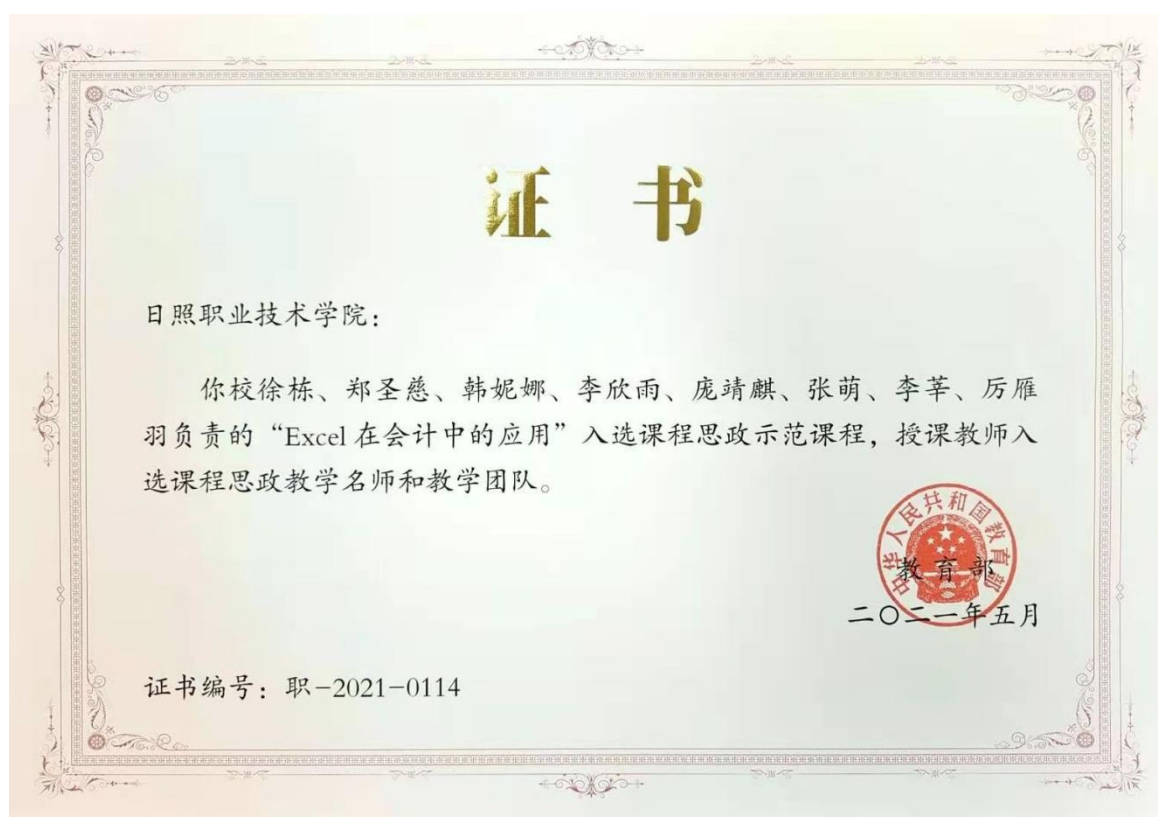 证 书
日照职业技术学院：
你校徐栋、郑圣慈、韩妮娜、李欣雨、庞靖麒、张萌、李莘、厉雁
羽负责的“Excel 在会计中的应用”入选课程思政示范课程，授课教师入
选课程思政教学名师和教学团队。
中华人民共和国教育部
教育部
二〇二一年五月
证书编号：职-2021-0114